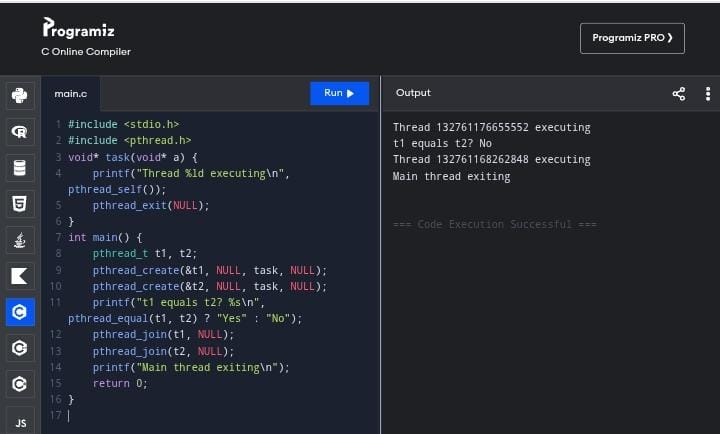 Programiz
C Online Compiler
Programiz PRO ❯
main.c
Run
Output
1 #include <stdio.h>
2 #include <pthread.h>
3 void* task(void* a) {
4     printf("Thread %ld executing\n",
pthread_self());
5     pthread_exit(NULL);
6 }
7 int main() {
8     pthread_t t1, t2;
9     pthread_create(&t1, NULL, task, NULL);
10     pthread_create(&t2, NULL, task, NULL);
11     printf("t1 equals t2? %s\n",
pthread_equal(t1, t2) ? "Yes" : "No");
12     pthread_join(t1, NULL);
13     pthread_join(t2, NULL);
14     printf("Main thread exiting\n");
15     return 0;
16 }
17
Thread 132761176655552 executing
t1 equals t2? No
Thread 132761168262848 executing
Main thread exiting
=== Code Execution Successful ===
R
5
C
C
C
JS